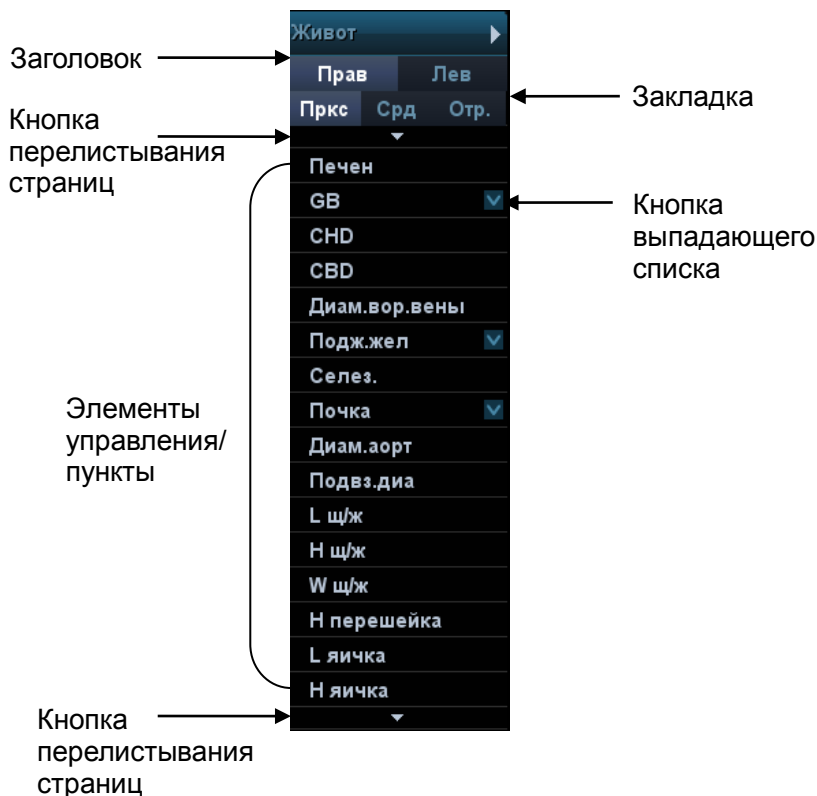 Живот
Заголовок
Прав Лев
Закладка
Пркс Срд Отр.
Кнопка
перелистывания
страниц
Печен
GB
Кнопка
выпадающего
списка
CHD
CBD
Диам.вор.вены
Подж.жел
Селез.
Почка
Элементы
управления/
пункты
Диам.аорт
Подвз.диа
L щ/ж
H щ/ж
W щ/ж
H перешейка
L яичка
H яичка
Кнопка
перелистывания
страниц